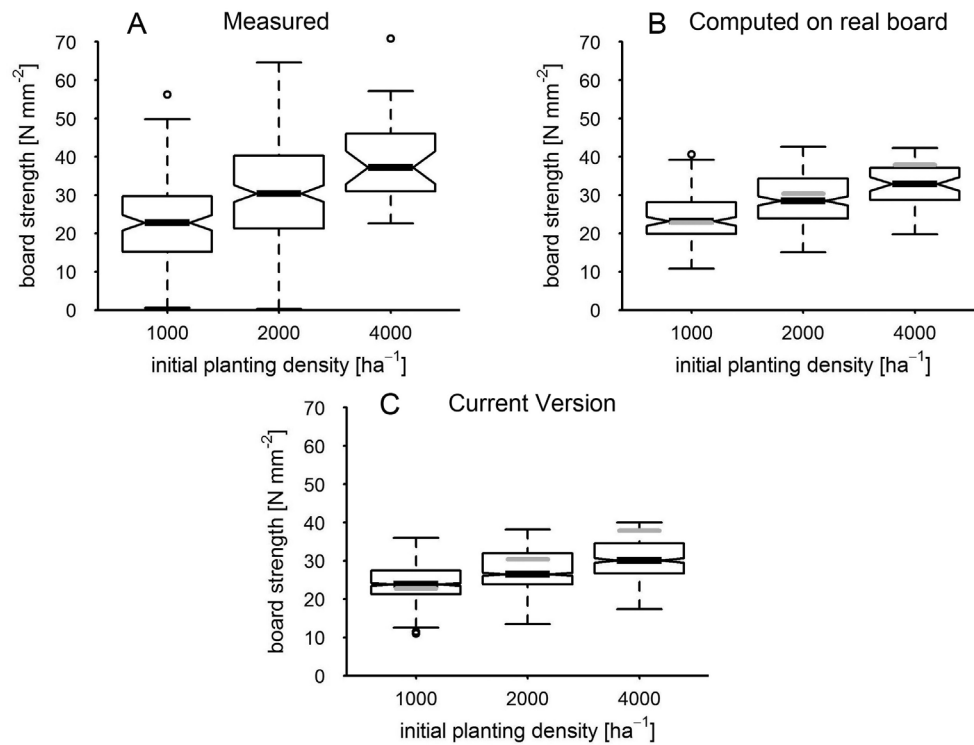 A Measured
board strength [N mm⁻²]
70
60
50
40
30
20
10
0
1000 2000 4000
initial planting density [ha⁻¹]
B Computed on real board
board strength [N mm⁻²]
70
60
50
40
30
20
10
0
1000 2000 4000
initial planting density [ha⁻¹]
C Current Version
board strength [N mm⁻²]
70
60
50
40
30
20
10
0
1000 2000 4000
initial planting density [ha⁻¹]